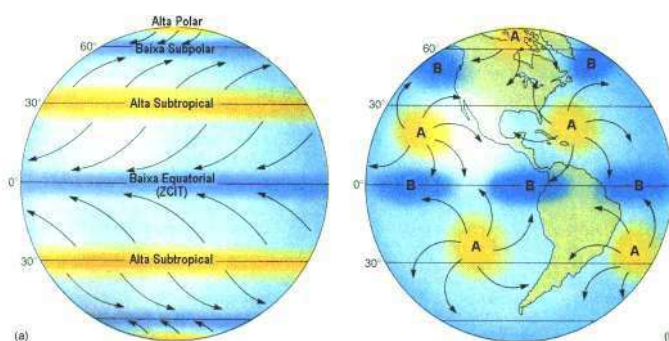 Alta Polar
60°
Baixa Subpolar
30°
Alta Subtropical
0°
Baixa Equatorial
(ZCIT)
30°
Alta Subtropical
(a)
60°
B
A
B
30°
A
A
0°
B
B
B
A
A
30°